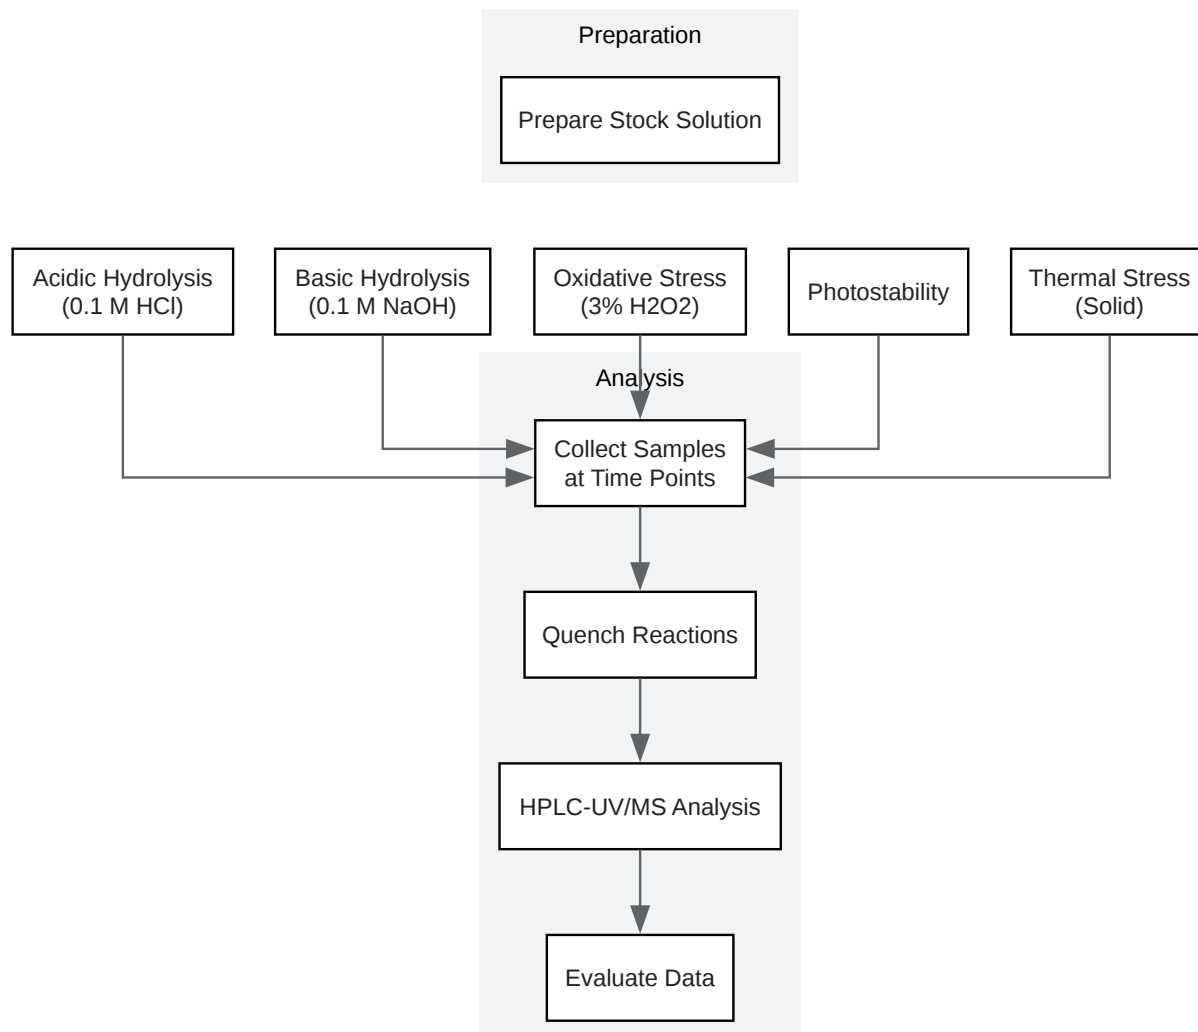 Preparation
Prepare Stock Solution
Acidic Hydrolysis
(0.1 M HCl)
Basic Hydrolysis
(0.1 M NaOH)
Oxidative Stress
(3% H2O2)
Photostability
Thermal Stress
(Solid)
Analysis
Collect Samples
at Time Points
Quench Reactions
HPLC-UV/MS Analysis
Evaluate Data